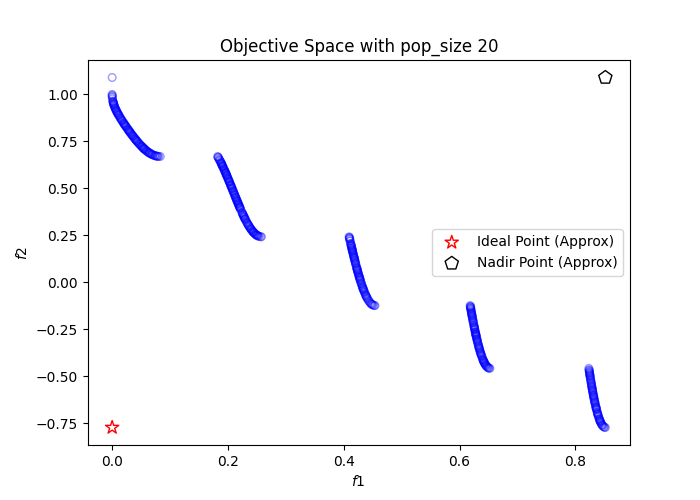 Objective Space with pop_size 20
f2
1.00
0.75
0.50
0.25
0.00
−0.25
−0.50
−0.75
Ideal Point (Approx)
Nadir Point (Approx)
0.0 0.2 0.4 0.6 0.8
f1